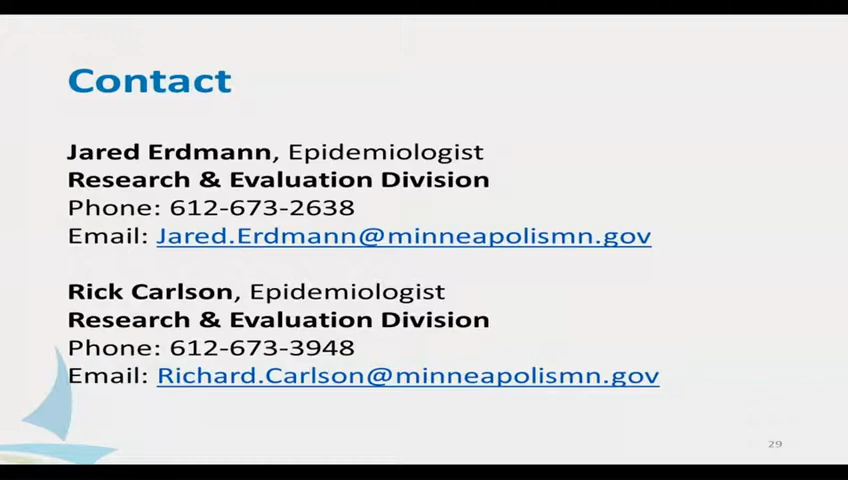 Contact
Jared Erdmann, Epidemiologist
Research & Evaluation Division
Phone: 612-673-2638
Email: Jared.Erdmann@minneapolismn.gov
Rick Carlson, Epidemiologist
Research & Evaluation Division
Phone: 612-673-3948
Email: Richard.Carlson@minneapolismn.gov
29